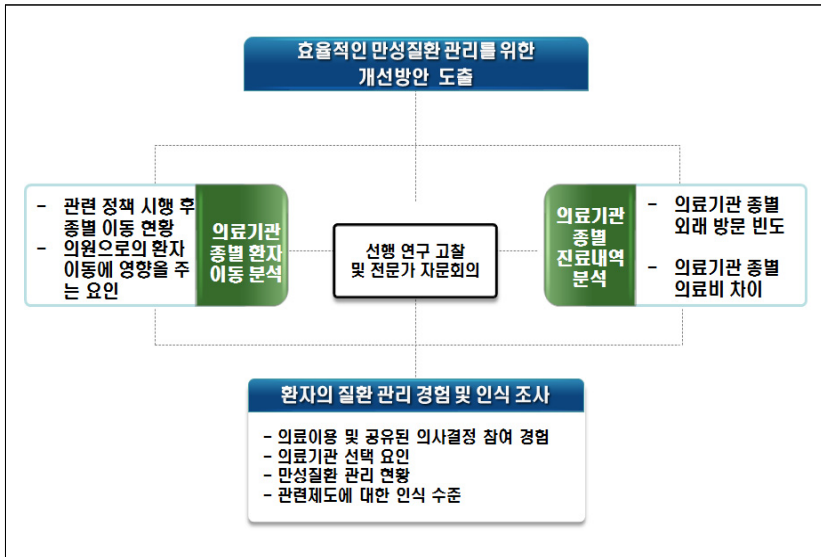 효율적인 만성질환 관리를 위한
개선방안 도출
- 관련 정책 시행 후
종별 이동 현황
- 의원으로의 환자
이동에 영향을 주
는 요인
의료기관
종별 환자
이동 분석
선행 연구 고찰
및 전문가 자문회의
의료기관
종별
진료내역
분석
- 의료기관 종별
외래 방문 빈도
- 의료기관 종별
의료비 차이
환자의 질환 관리 경험 및 인식 조사
- 의료이용 및 공유된 의사결정 참여 경험
- 의료기관 선택 요인
- 만성질환 관리 현황
- 관련제도에 대한 인식 수준